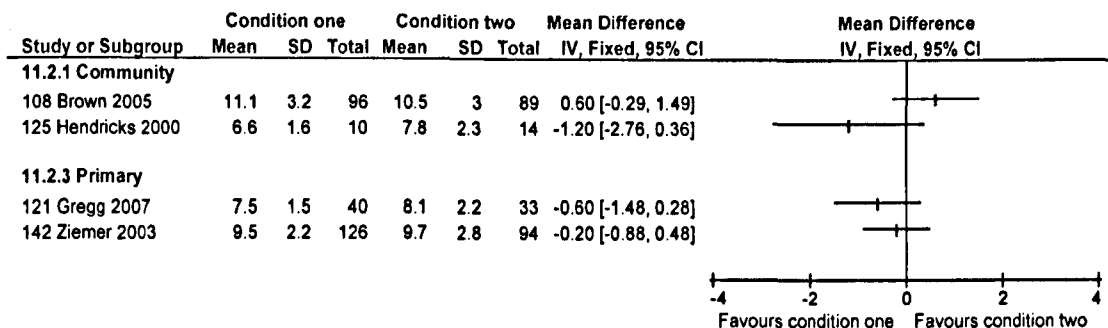 Condition one Condition two Mean Difference Mean Difference
Study or Subgroup Mean SD Total Mean SD Total IV, Fixed, 95% CI IV, Fixed, 95% CI
11.2.1 Community
108 Brown 2005 11.1 3.2 96 10.5 3 89 0.60 [-0.29, 1.49]
125 Hendricks 2000 6.6 1.6 10 7.8 2.3 14 -1.20 [-2.76, 0.36]
11.2.3 Primary
121 Gregg 2007 7.5 1.5 40 8.1 2.2 33 -0.60 [-1.48, 0.28]
142 Ziemer 2003 9.5 2.2 126 9.7 2.8 94 -0.20 [-0.88, 0.48]
-4 -2 0 2 4
Favours condition one Favours condition two